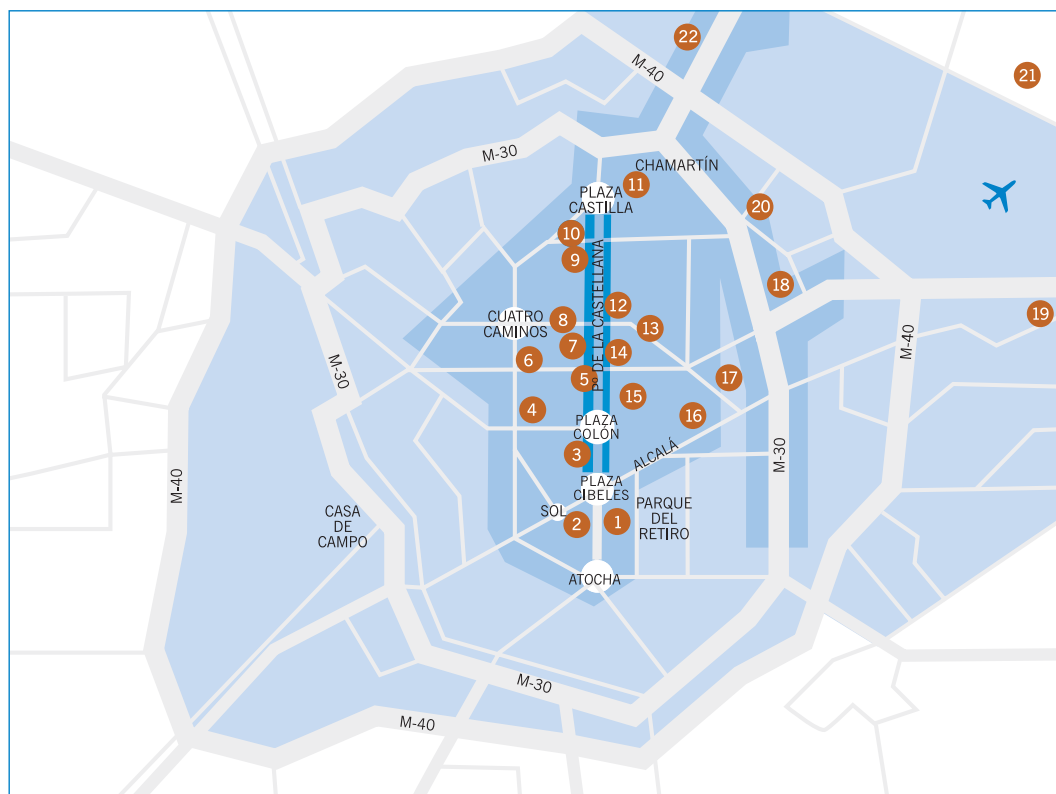 22
M-40
21
M-30
CHAMARTÍN
11
PLAZA
CASTILLA
20
10
9
Pº DE LA CASTELLANA
18
12
19
8
CUATRO
CAMINOS
13
M-40
7
14
6
M-30
5
17
15
4
16
PLAZA
COLÓN
ALCALÁ
3
M-30
M-40
PLAZA
CIBELES
SOL
2
1
PARQUE
DEL
RETIRO
CASA
DE
CAMPO
ATOCHA
M-30
M-40